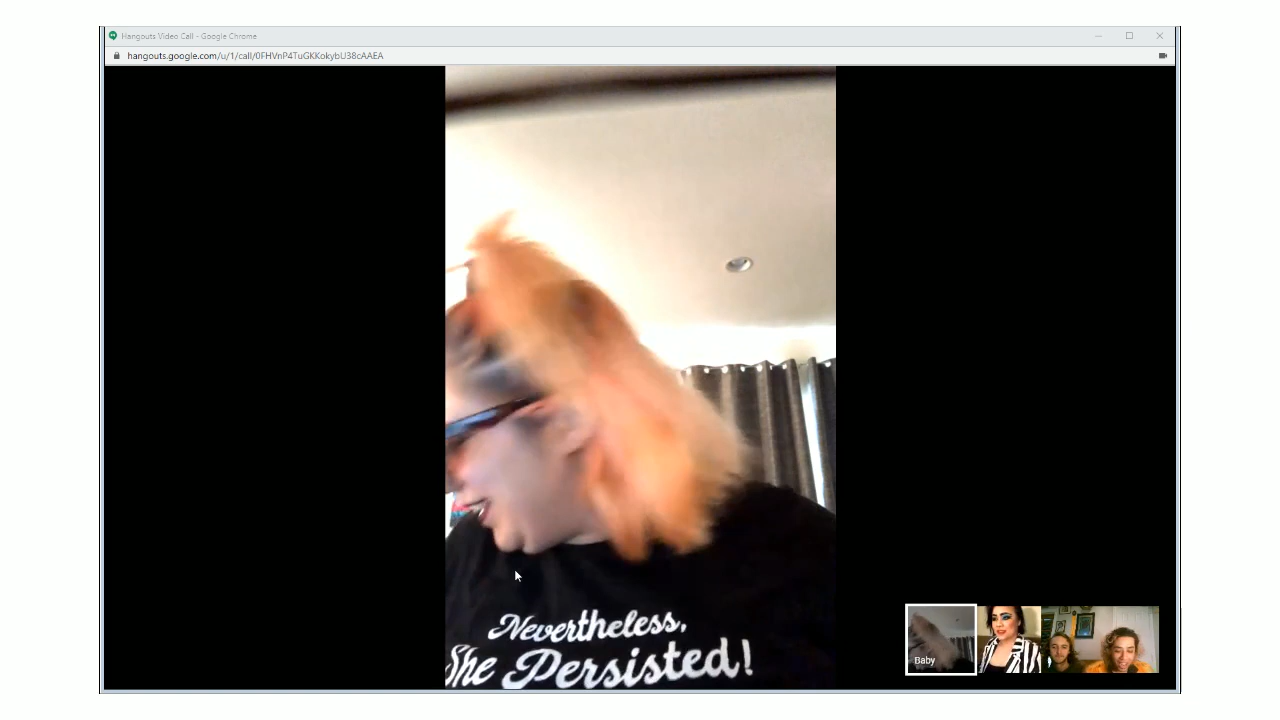 Hangouts Video Call - Google Chrome
hangouts.google.com/u/1/call/0FHVnP4TuGKKokybU38cAAEA
Nevertheless,
She Persisted!
Baby